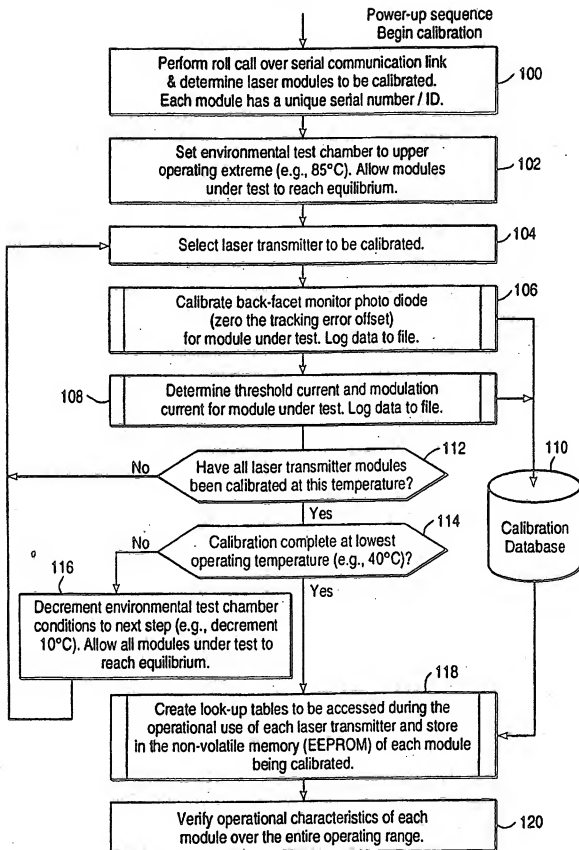 Power-up sequence
Begin calibration
Perform roll call over serial communication link
& determine laser modules to be calibrated.
Each module has a unique serial number / ID.
100
Set environmental test chamber to upper
operating extreme (e.g., 85°C). Allow modules
under test to reach equilibrium.
102
Select laser transmitter to be calibrated.
104
Calibrate back-facet monitor photo diode
(zero the tracking error offset)
for module under test. Log data to file.
106
108
Determine threshold current and modulation
current for module under test. Log data to file.
112
No
Have all laser transmitter modules
been calibrated at this temperature?
110
Calibration
Database
Yes
114
No
Calibration complete at lowest
operating temperature (e.g., 40°C)?
Yes
116
Decrement environmental test chamber
conditions to next step (e.g., decrement
10°C). Allow all modules under test to
reach equilibrium.
118
Create look-up tables to be accessed during the
operational use of each laser transmitter and store
in the non-volatile memory (EEPROM) of each module
being calibrated.
Verify operational characteristics of each
module over the entire operating range.
120